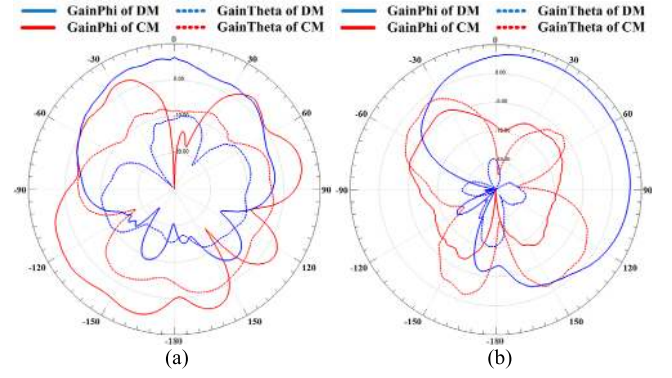 GainPhi of DM GainTheta of DM GainPhi of DM GainTheta of DM
GainPhi of CM GainTheta of CM GainPhi of CM GainTheta of CM
0 0
-30 30 -30 30
-60 60 -60 60
-90 90 -90 90
-120 120 -120 120
-150 150 -150 150
-180 -180
(a) (b)